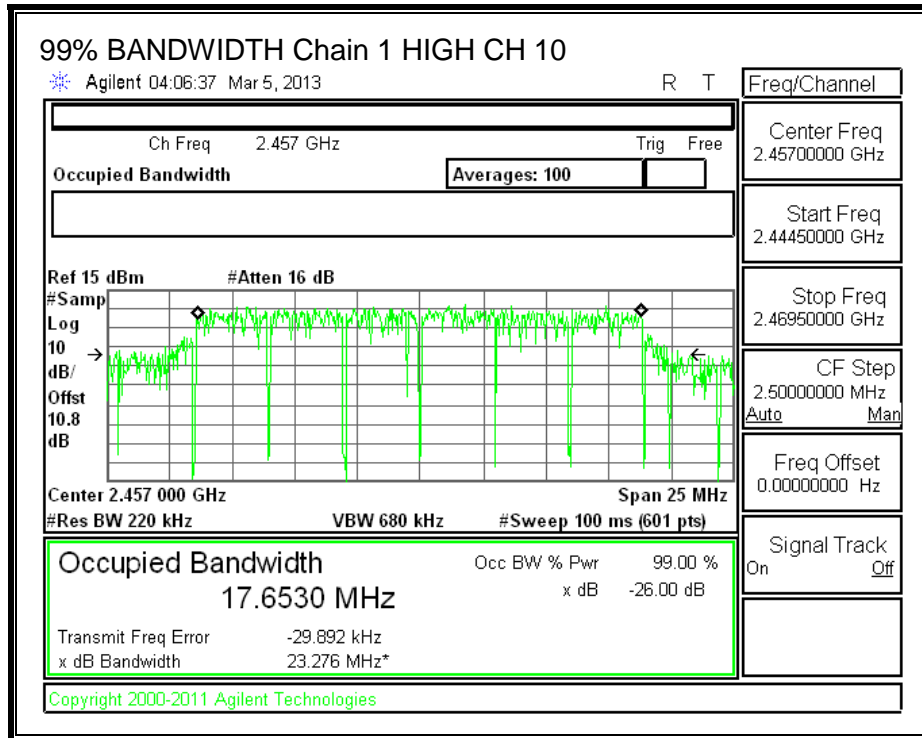 99% BANDWIDTH Chain 1 HIGH CH 10
Agilent 04:06:37 Mar 5, 2013 R T
Freq/Channel
Ch Freq 2.457 GHz Trig Free
Occupied Bandwidth Averages: 100
Center Freq
2.45700000 GHz
Start Freq
2.44450000 GHz
Stop Freq
2.46950000 GHz
CF Step
2.50000000 MHz
Auto Man
Freq Offset
0.00000000 Hz
Signal Track
On Off
Ref 15 dBm #Atten 16 dB
#Samp
Log
10
dB/
Offst
10.8
dB
Center 2.457 000 GHz Span 25 MHz
#Res BW 220 kHz VBW 680 kHz #Sweep 100 ms (601 pts)
Occupied Bandwidth
17.6530 MHz
Occ BW % Pwr 99.00 %
x dB -26.00 dB
Transmit Freq Error -29.892 kHz
x dB Bandwidth 23.276 MHz*
Copyright 2000-2011 Agilent Technologies